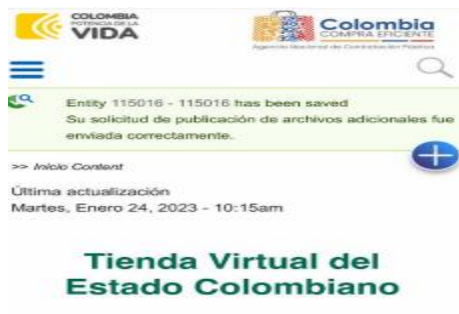 COLOMBIA
POTENCIA DE LA
VIDA
Colombia
COMPRA EFICIENTE
Agencia Nacional de Contratación Pública
Entity 115016 - 115016 has been saved
Su solicitud de publicación de archivos adicionales fue
enviada correctamente.
>> Inicio Content
Última actualización
Martes, Enero 24, 2023 - 10:15am
Tienda Virtual del
Estado Colombiano